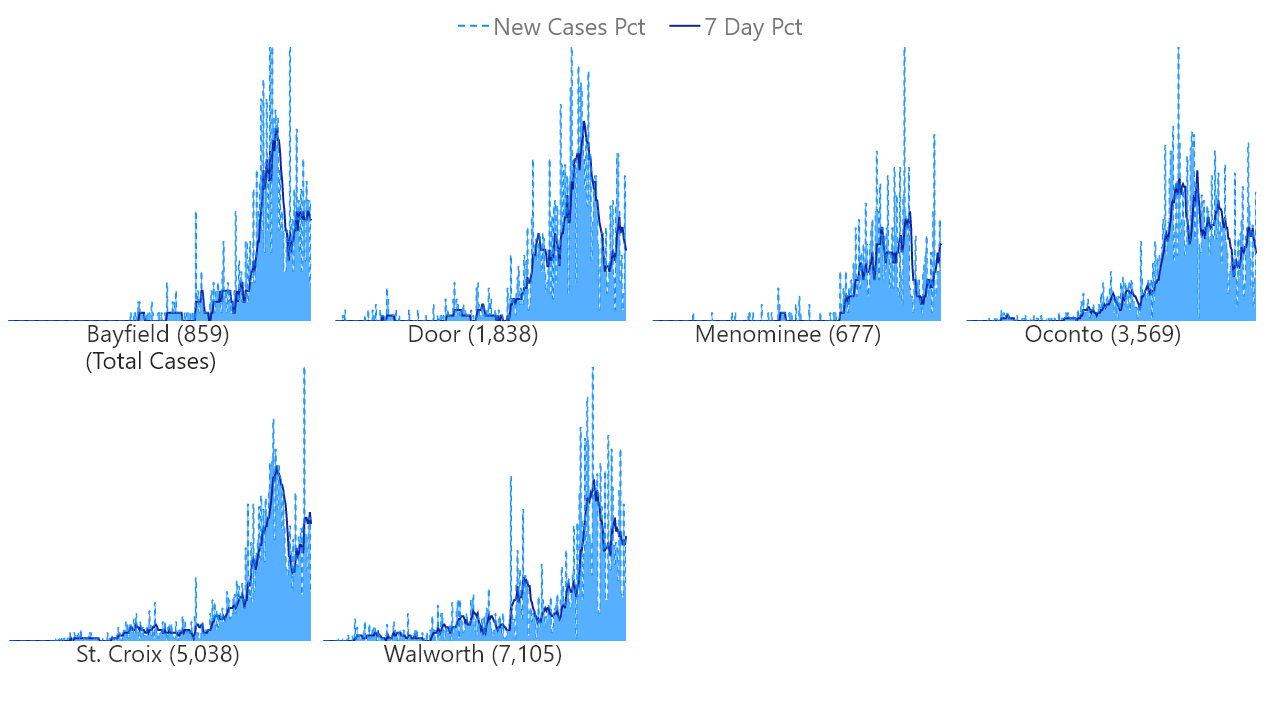 New Cases Pct 7 Day Pct
Bayfield (859)
(Total Cases)
Door (1,838)
Menominee (677)
Oconto (3,569)
St. Croix (5,038)
Walworth (7,105)